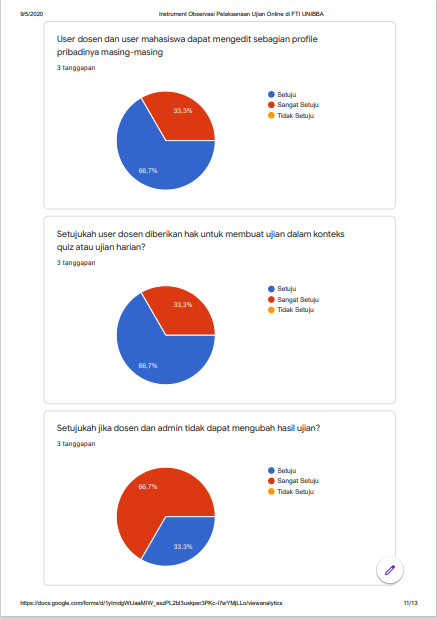 9/5/2020
Instrument Observasi Pelaksanaan Ujian Online di FTI UNIBBA
User dosen dan user mahasiswa dapat mengedit sebagian profile
pribadinya masing-masing
3 tanggapan
33,3%
66,7%
Setuju
Sangat Setuju
Tidak Setuju
Setujukah user dosen diberikan hak untuk membuat ujian dalam konteks
quiz atau ujian harian?
3 tanggapan
33,3%
66,7%
Setuju
Sangat Setuju
Tidak Setuju
Setujukah jika dosen dan admin tidak dapat mengubah hasil ujian?
3 tanggapan
66,7%
33,3%
Setuju
Sangat Setuju
Tidak Setuju
11/13